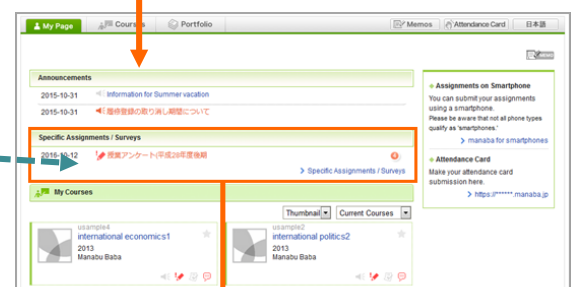 My Page
Courses
Portfolio
Memos
Attendance Card
日本語
Announcements
2015-10-31 Information for Summer vacation
2015-10-31 履修登録の取り消し期間について
Specific Assignments / Surveys
2015-10-12 授業アンケート(平成28年度後期
Specific Assignments / Surveys
My Courses
Thumbnail
Current Courses
usample4
international economics1
2013
Manabu Baba
usample2
international politics2
2013
Manabu Baba
Assignments on Smartphone
You can submit your assignments
using a smartphone.
Please be aware that not all phone types
qualify as 'smartphones.'
manaba for smartphones
Attendance Card
Make your attendance card
submission here.
https://******.manaba.jp